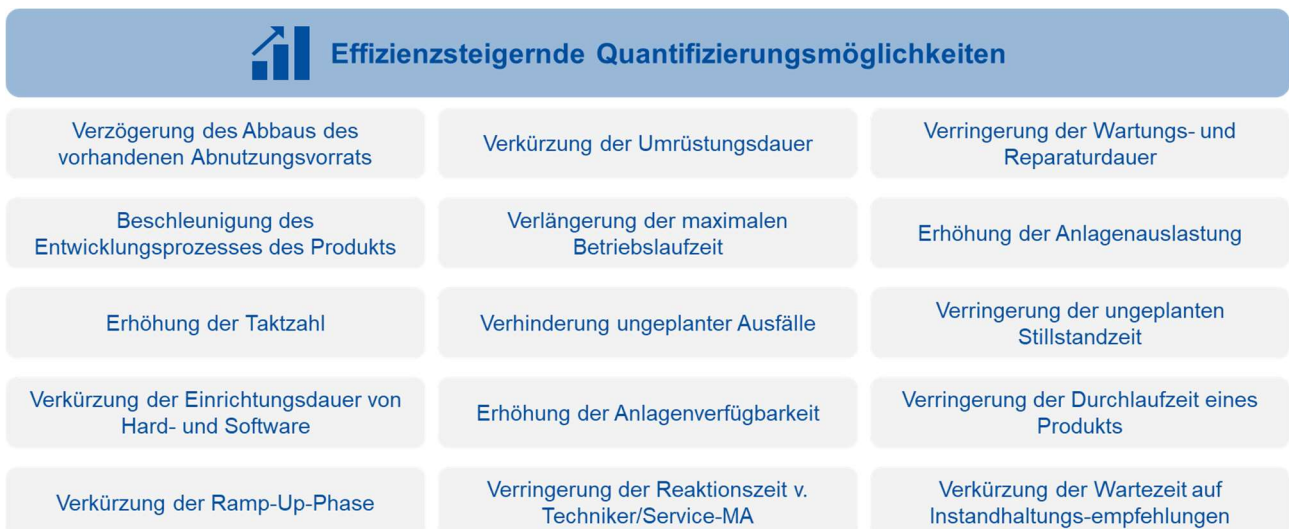 Effizienzsteigernde Quantifizierungsmöglichkeiten
Verzögerung des Abbaus des
vorhandenen Abnutzungsvorrats
Verkürzung der Umrüstungsdauer
Verringerung der Wartungs- und
Reparaturdauer
Beschleunigung des
Entwicklungsprozesses des Produkts
Verlängerung der maximalen
Betriebslaufzeit
Erhöhung der Anlagenauslastung
Erhöhung der Taktzahl
Verhinderung ungeplanter Ausfälle
Verringerung der ungeplanten
Stillstandzeit
Verkürzung der Einrichtungsdauer von
Hard- und Software
Erhöhung der Anlagenverfügbarkeit
Verringerung der Durchlaufzeit eines
Produkts
Verkürzung der Ramp-Up-Phase
Verringerung der Reaktionszeit v.
Techniker/Service-MA
Verkürzung der Wartezeit auf
Instandhaltungs-empfehlungen